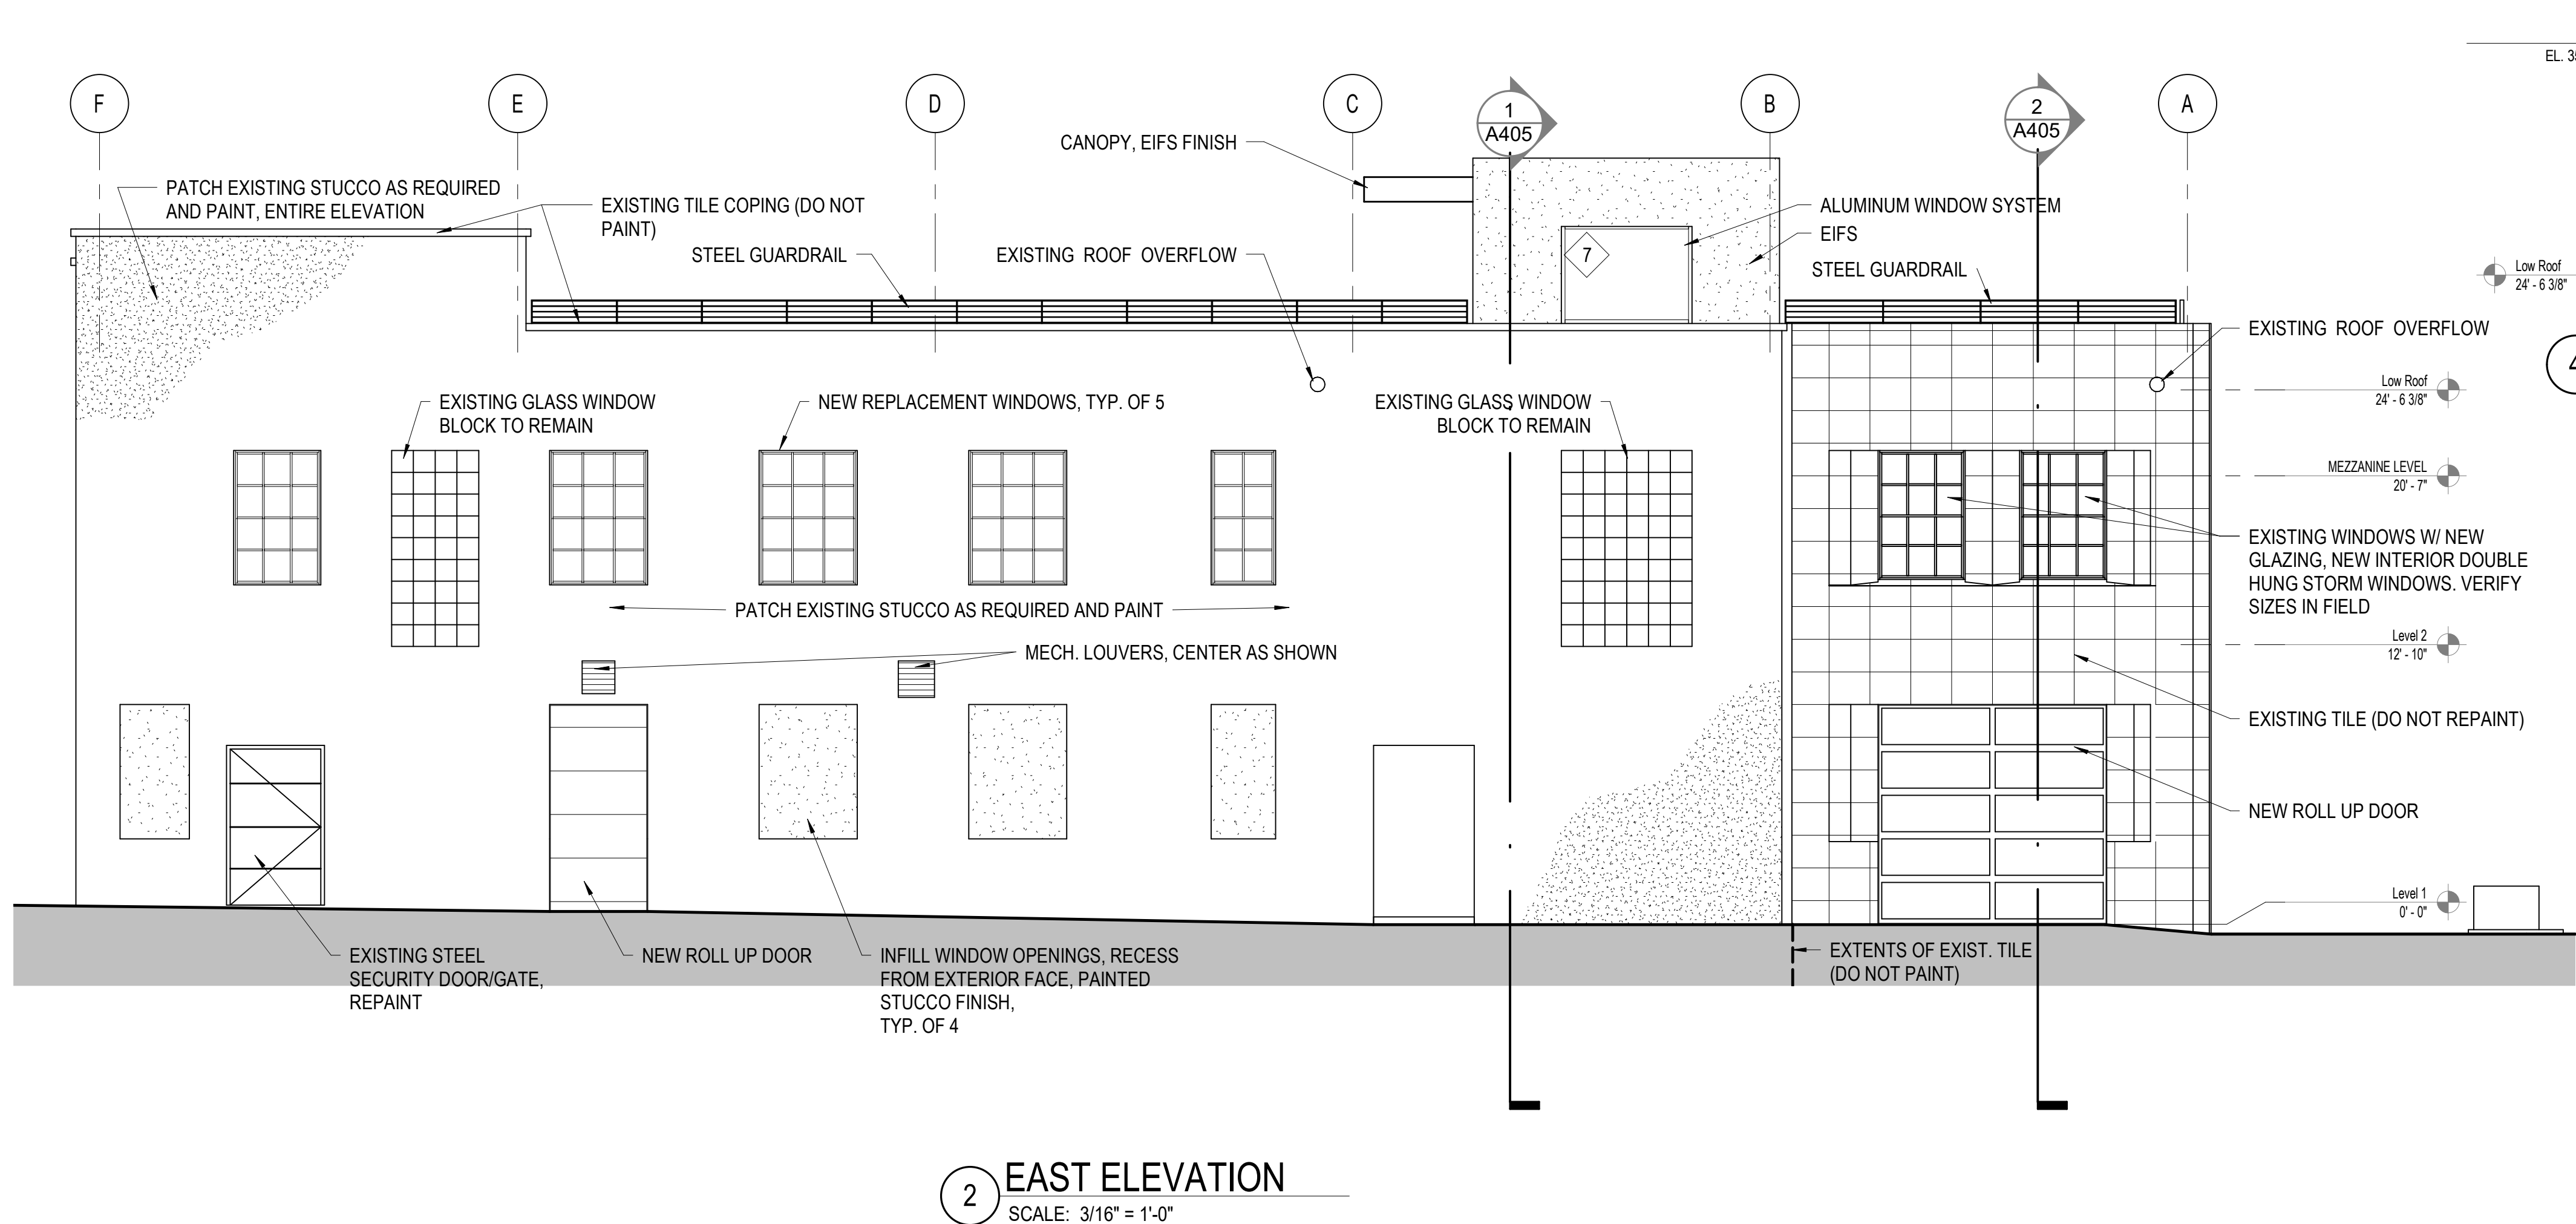 EL. 35
F
E
D
C
B
A
1
A405
2
A405
CANOPY, EIFS FINISH
PATCH EXISTING STUCCO AS REQUIRED
AND PAINT, ENTIRE ELEVATION
EXISTING TILE COPING (DO NOT
PAINT)
STEEL GUARDRAIL
EXISTING ROOF OVERFLOW
7
ALUMINUM WINDOW SYSTEM
EIFS
STEEL GUARDRAIL
Low Roof
24' - 6 3/8"
EXISTING ROOF OVERFLOW
4
Low Roof
24' - 6 3/8"
EXISTING GLASS WINDOW
BLOCK TO REMAIN
NEW REPLACEMENT WINDOWS, TYP. OF 5
EXISTING GLASS WINDOW
BLOCK TO REMAIN
MEZZANINE LEVEL
20' - 7"
EXISTING WINDOWS W/ NEW
GLAZING, NEW INTERIOR DOUBLE
HUNG STORM WINDOWS. VERIFY
SIZES IN FIELD
PATCH EXISTING STUCCO AS REQUIRED AND PAINT
MECH. LOUVERS, CENTER AS SHOWN
Level 2
12' - 10"
EXISTING TILE (DO NOT REPAINT)
NEW ROLL UP DOOR
Level 1
0' - 0"
EXISTING STEEL
SECURITY DOOR/GATE,
REPAINT
NEW ROLL UP DOOR
INFILL WINDOW OPENINGS, RECESS
FROM EXTERIOR FACE, PAINTED
STUCCO FINISH,
TYP. OF 4
EXTENTS OF EXIST. TILE
(DO NOT PAINT)
2
EAST ELEVATION
SCALE: 3/16" = 1'-0"